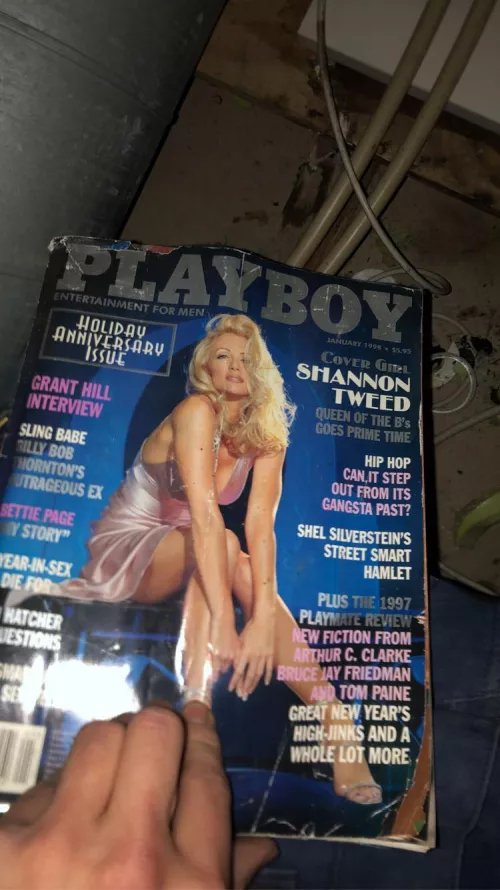 PLAYBOY
ENTERTAINMENT FOR MEN
JANUARY 1998 • $5.95
HOLIDAY
ANNIVERSARY
ISSUE
GRANT HILL
INTERVIEW
SLING BABE
BILLY BOB
THORNTON'S
OUTRAGEOUS EX
BETTIE PAGE
MY STORY"
YEAR-IN-SEX
DIE FOR
HATCHER
UESTIONS
COVER GIRL
SHANNON
TWEED
QUEEN OF THE B's
GOES PRIME TIME
HIP HOP
CAN IT STEP
OUT FROM ITS
GANGSTA PAST?
SHEL SILVERSTEIN'S
STREET SMART
HAMLET
PLUS THE 1997
PLAYMATE REVIEW
NEW FICTION FROM
ARTHUR C. CLARKE
BRUCE JAY FRIEDMAN
AND TOM PAINE
GREAT NEW YEAR'S
HIGH-JINKS AND A
WHOLE LOT MORE